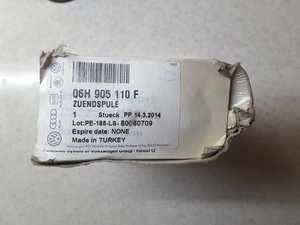 06H 905 110 F
ZUENDSPULE
1 Stueck PP 14.3.2014
Lot:PE-195-LS- 80080709
Expire date: NONE
Made in TURKEY